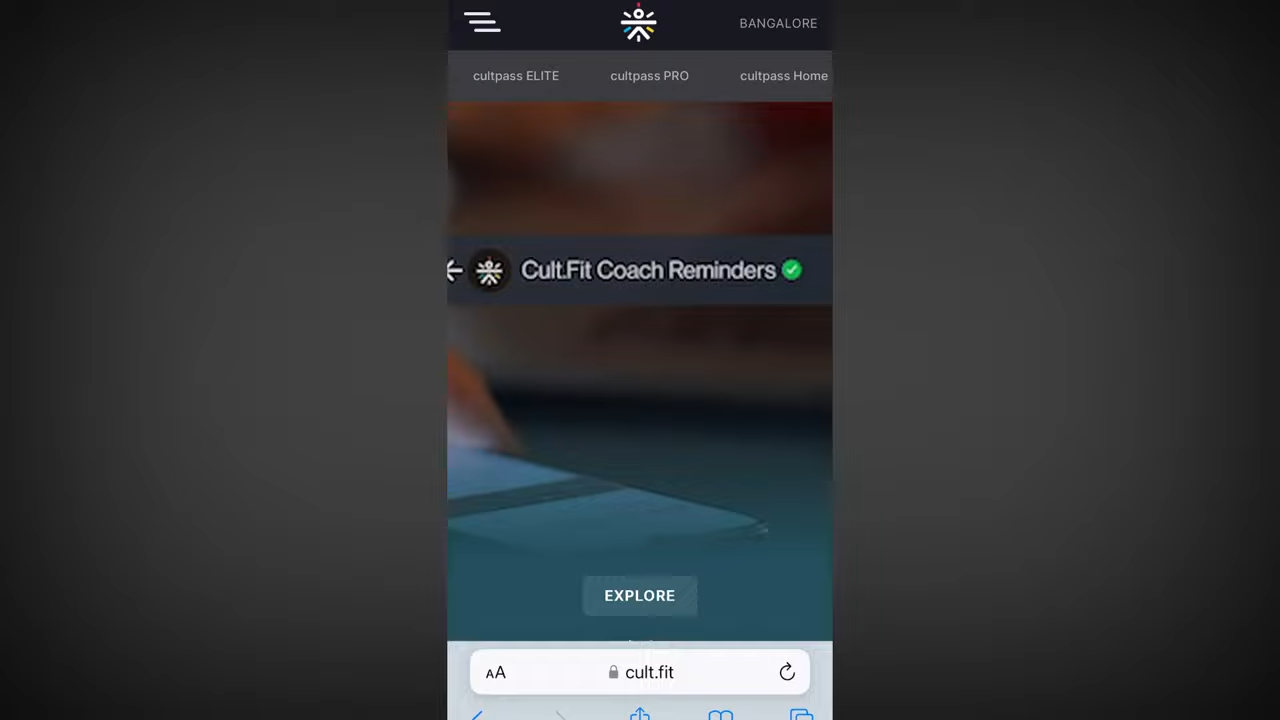 BANGALORE
cultpass ELITE cultpass PRO cultpass Home
Cult.Fit Coach Reminders
EXPLORE
AA cult.fit